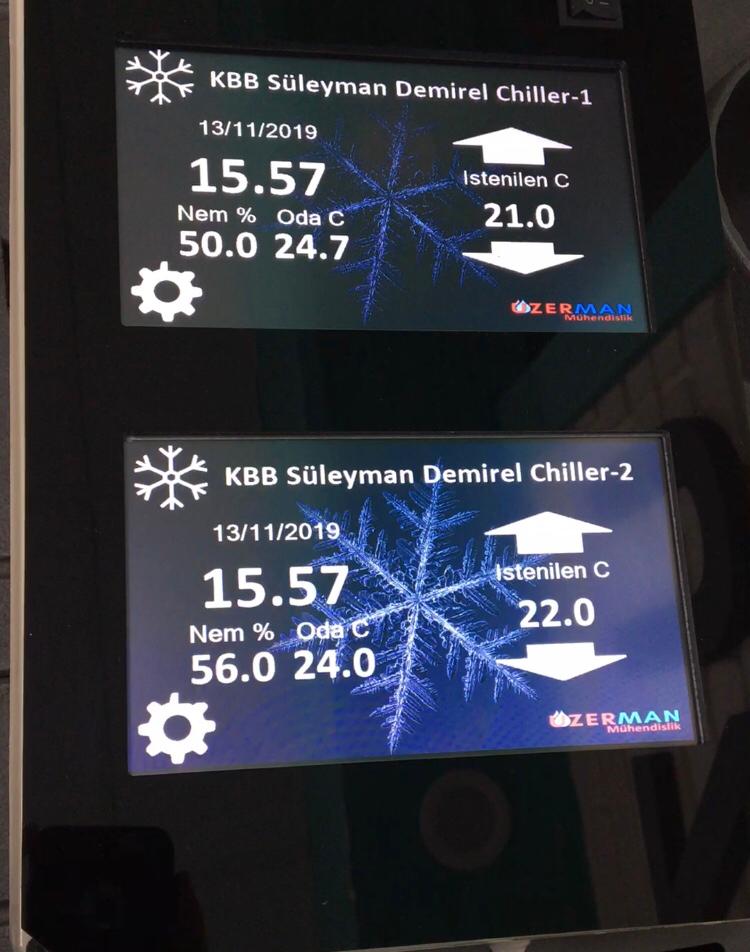 KBB Süleyman Demirel Chiller-1
13/11/2019
15.57
Istenilen C
Nem % Oda C
21.0
50.0 24.7
ÜZERMAN
Mühendislik
KBB Süleyman Demirel Chiller-2
13/11/2019
15.57
Istenilen C
22.0
Nem % Oda C
56.0 24.0
ÜZERMAN
Mühendislik